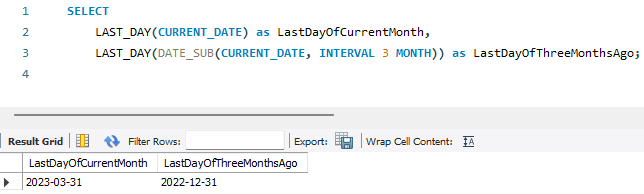 1 SELECT
2 LAST_DAY(CURRENT_DATE) as LastDayOfCurrentMonth,
3 LAST_DAY(DATE_SUB(CURRENT_DATE, INTERVAL 3 MONTH)) as LastDayOfThreeMonthsAgo;
4
Result Grid Filter Rows: Export: Wrap Cell Content: IA
LastDayOfCurrentMonth LastDayOfThreeMonthsAgo
2023-03-31 2022-12-31